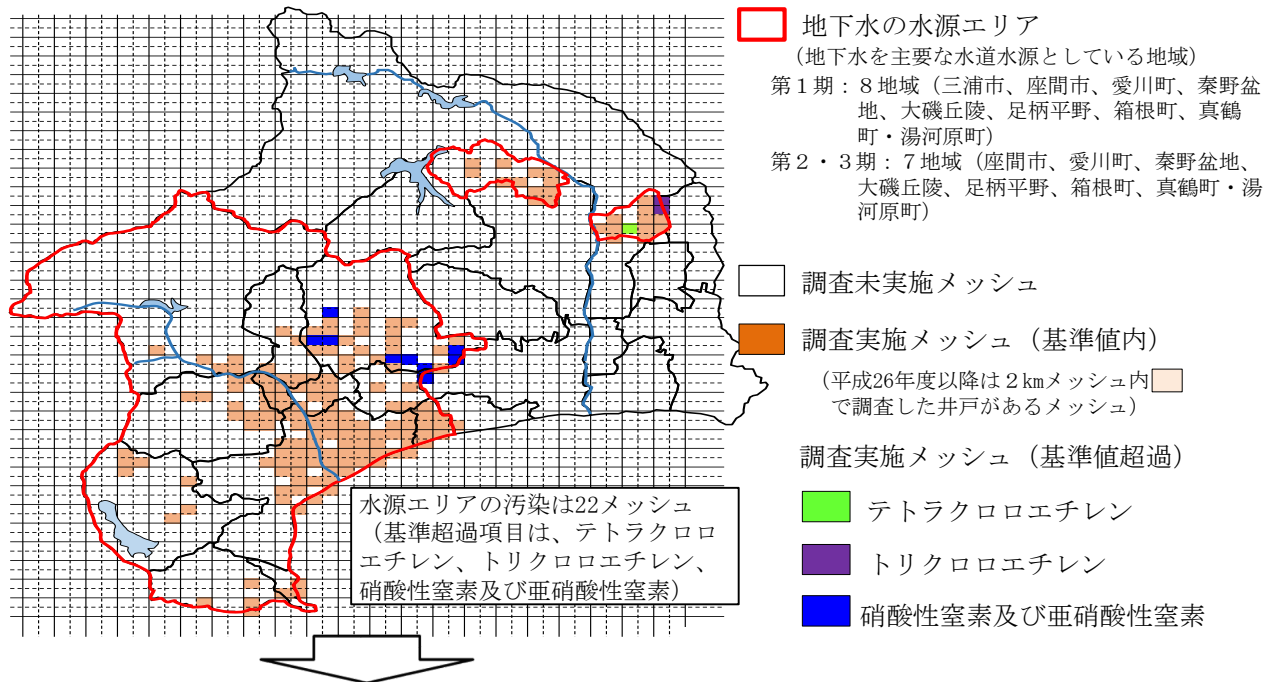 地下水の水源エリア
(地下水を主要な水道水源としている地域)
第1期:8地域(三浦市、座間市、愛川町、秦野盆
地、大磯丘陵、足柄平野、箱根町、真鶴
町・湯河原町)
第2・3期:7地域(座間市、愛川町、秦野盆地、
大磯丘陵、足柄平野、箱根町、真鶴町・湯
河原町)
調査未実施メッシュ
調査実施メッシュ(基準値内)
(平成26年度以降は2kmメッシュ内
で調査した井戸があるメッシュ)
調査実施メッシュ(基準値超過)
テトラクロロエチレン
トリクロロエチレン
硝酸性窒素及び亜硝酸性窒素
水源エリアの汚染は22メッシュ
(基準超過項目は、テトラクロロ
エチレン、トリクロロエチレン、
硝酸性窒素及び亜硝酸性窒素)